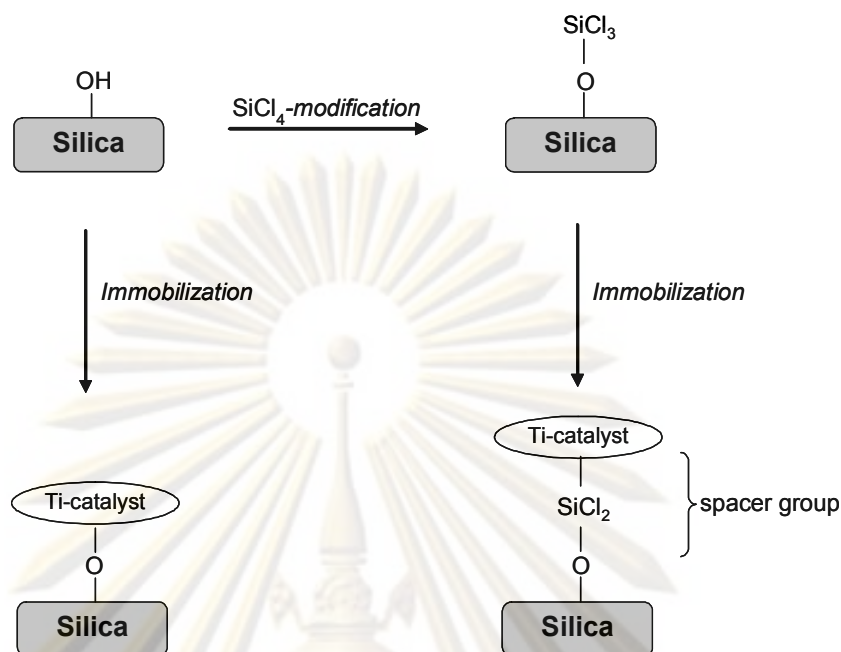 SiCl₃
O
OH
SiCl₄-modification
Silica
Silica
Immobilization
Immobilization
Ti-catalyst
SiCl₂
spacer group
O
Silica
Ti-catalyst
O
Silica